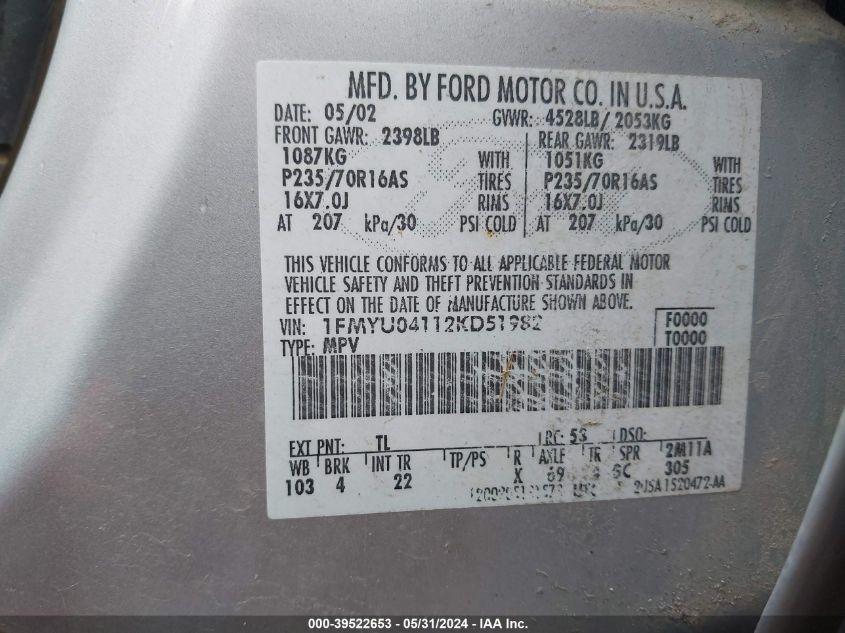 MFD. BY FORD MOTOR CO. IN U.S.A.
DATE: 05/02 GVWR: 4528LB/ 2053KG
FRONT GAWR: 2398LB REAR GAWR: 2319LB
1087KG WITH 1051KG WITH
P235/70R16AS TIRES P235/70R16AS TIRES
16X7.0J RIMS 16X7.0J RIMS
AT 207 kPa/30 PSI COLD AT 207 kPa/30 PSI COLD
THIS VEHICLE CONFORMS TO ALL APPLICABLE FEDERAL MOTOR
VEHICLE SAFETY AND THEFT PREVENTION STANDARDS IN
EFFECT ON THE DATE OF MANUFACTURE SHOWN ABOVE.
VIN: 1FMYU04112KD51982 F0000
TYPE: MPV T0000
EXT PNT: TL RC: 53 DSO:
WB BRK INT TR TP/PS R AXLE TR SPR 2M11A
103 4 22 X 69 305
000-39522653 - 05/31/2024 - IAA Inc.